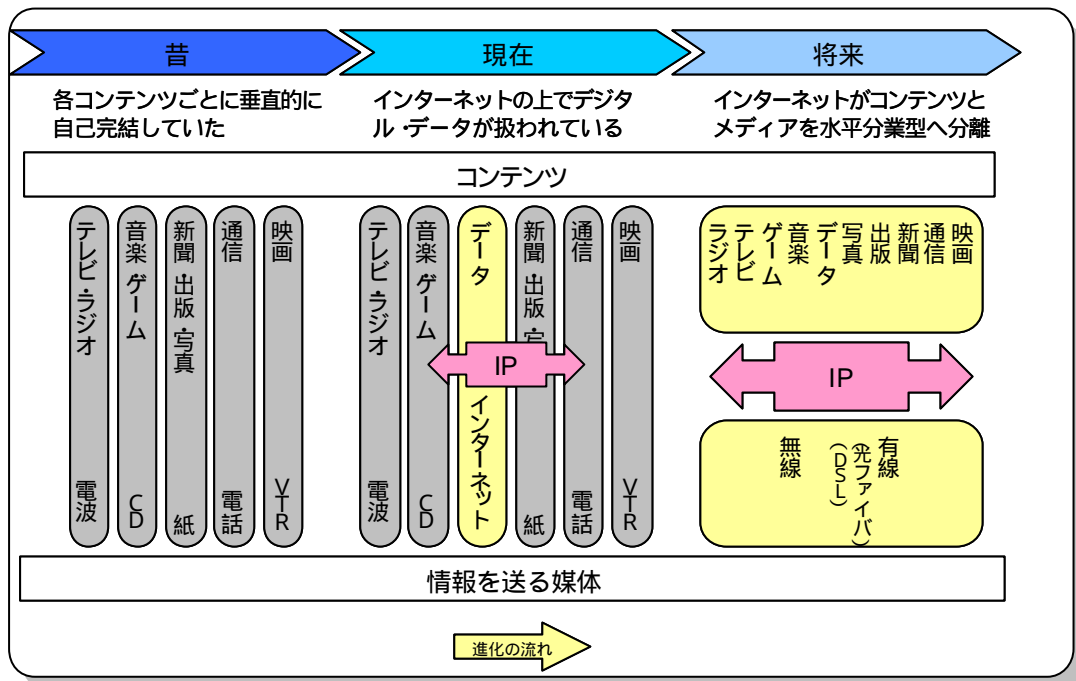 昔
現在
将来
各コンテンツごとに垂直的に
自己完結していた
インターネットの上でデジタ
ル・データが扱われている
インターネットがコンテンツと
メディアを水平分業型へ分離
コンテンツ
テレビ・ラジオ
電波
音楽・ゲーム
CD
新聞・出版・写真
紙
通信
電話
映画
VTR
テレビ・ラジオ
電波
音楽・ゲーム
CD
データ
インターネット
新聞・出版・写
紙
通信
電話
映画
VTR
IP
映画
通信
新聞
出版
写真
データ
音楽
ゲーム
テレビ
ラジオ
IP
有線
(光ファイバ)
(DSL)
無線
情報を送る媒体
進化の流れ